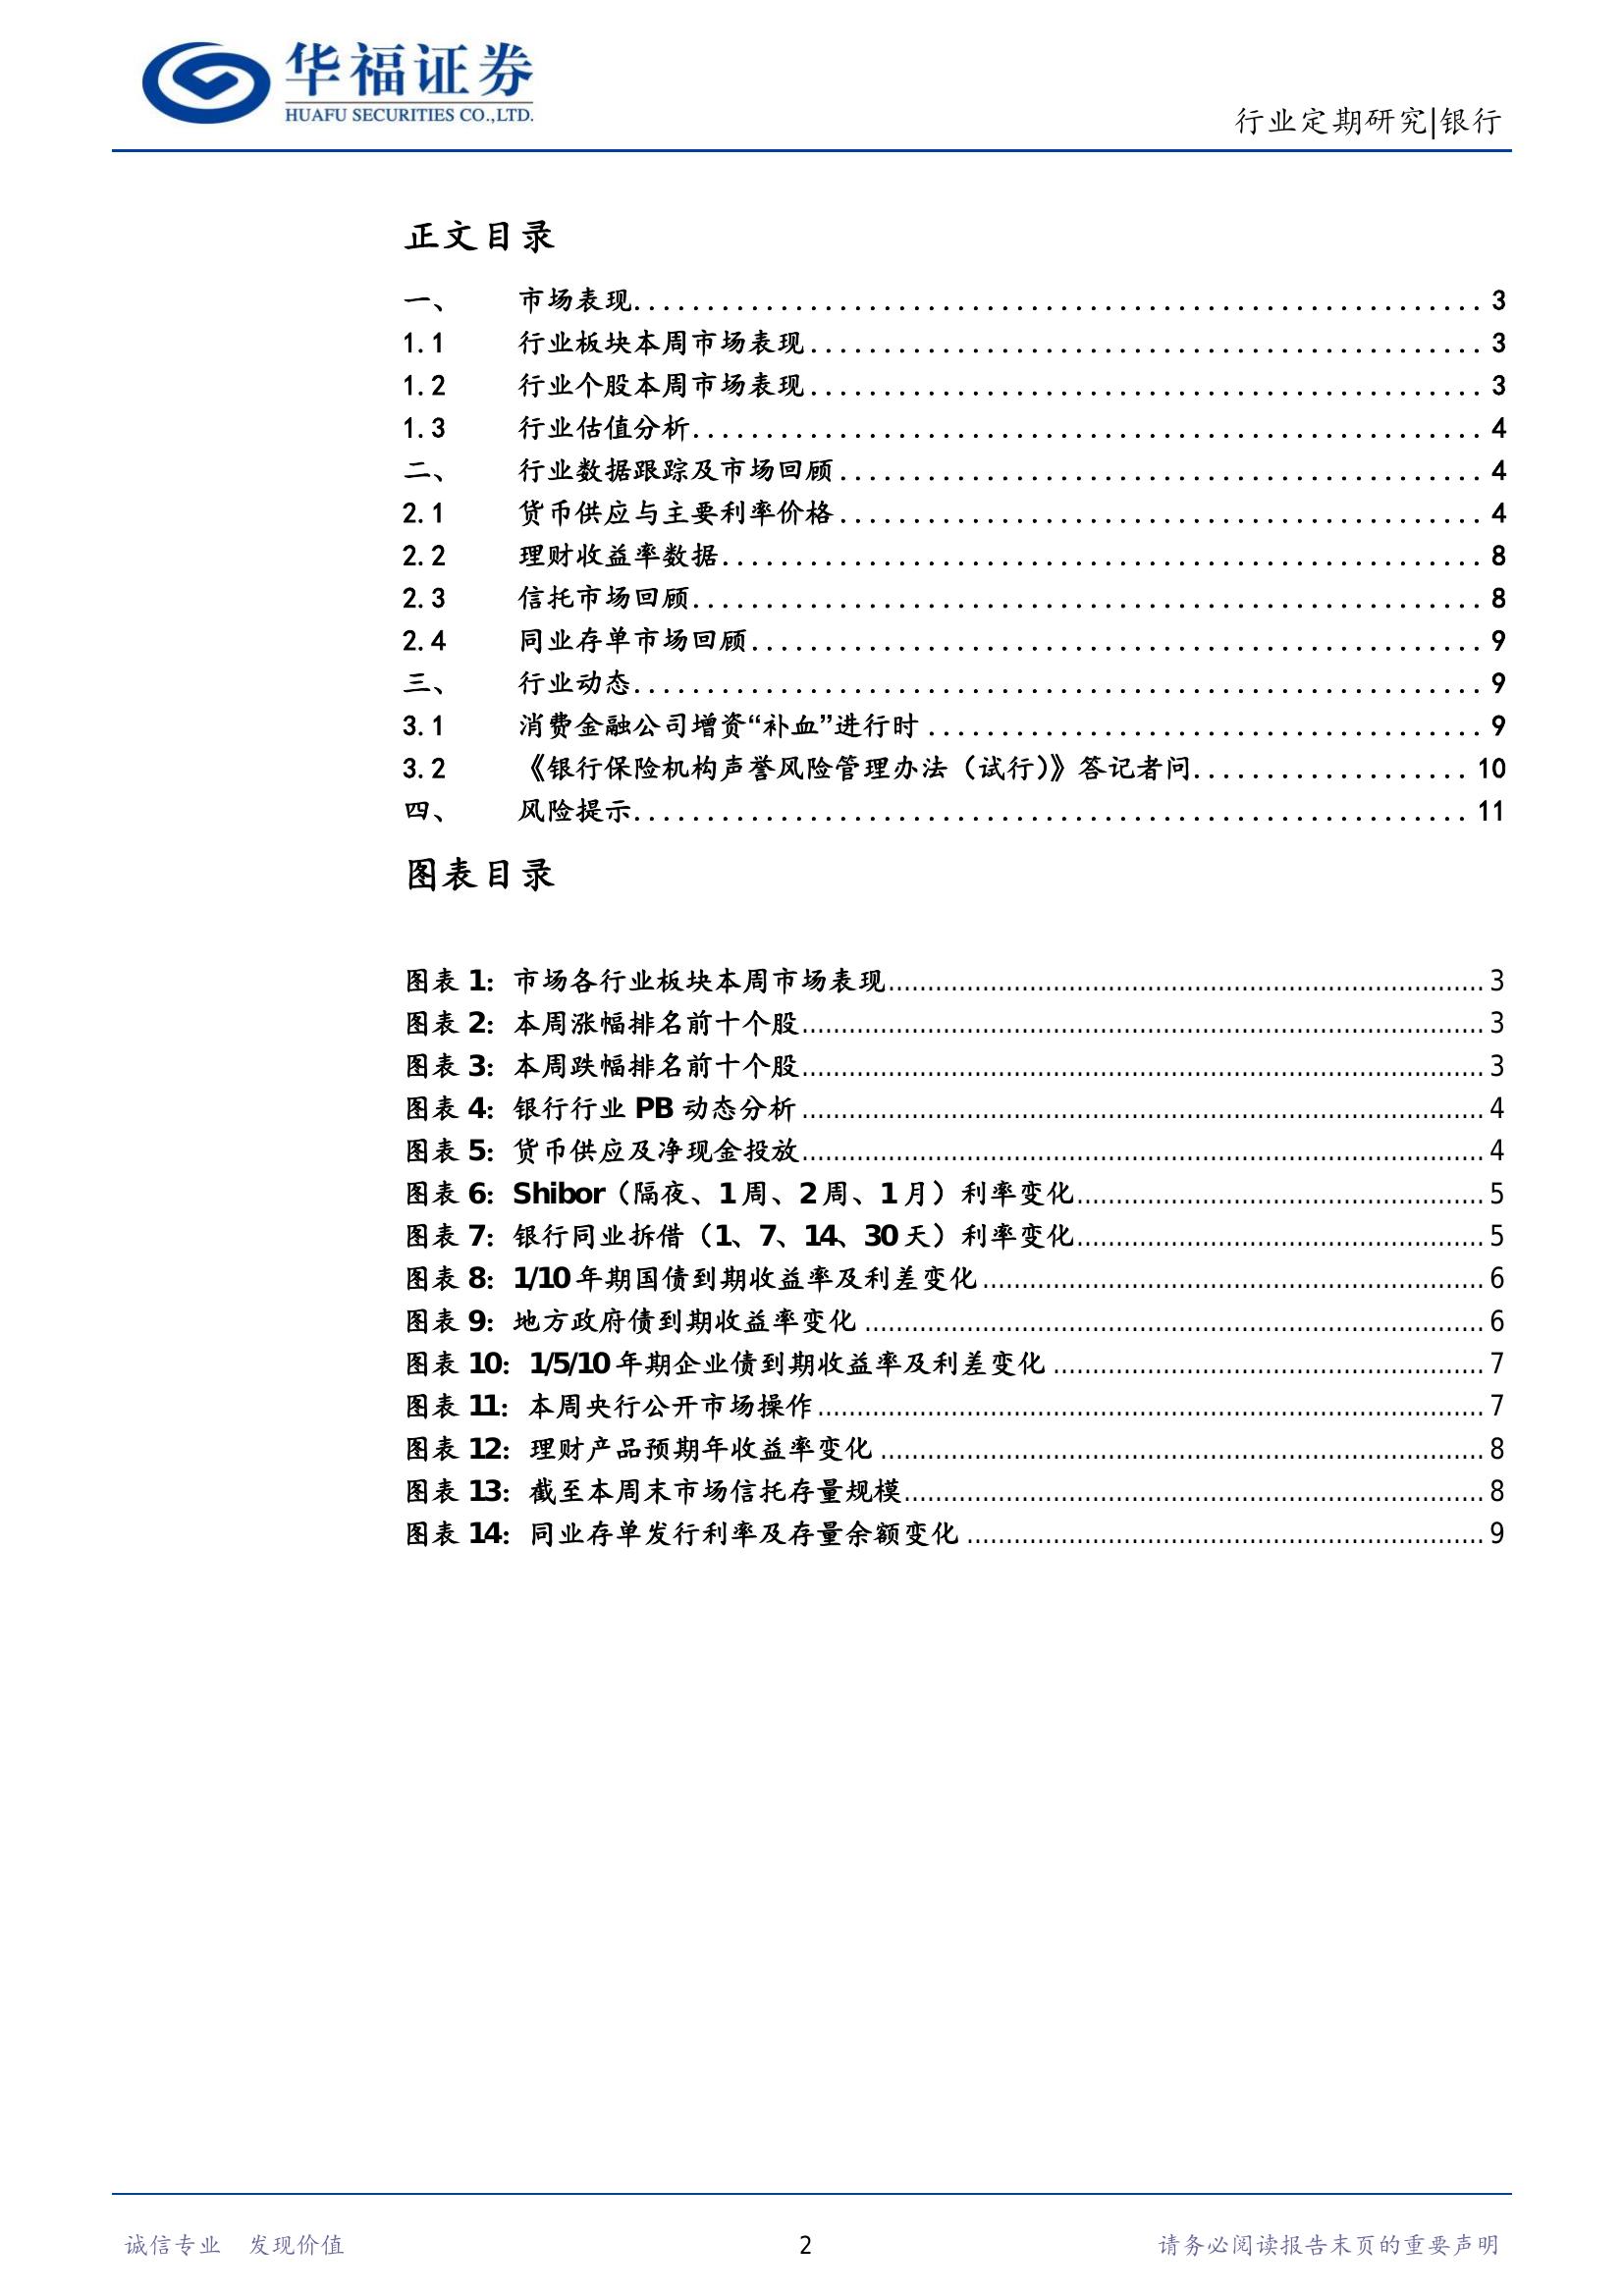 华福证券
HUAFU SECURITIES CO.,LTD.
行业定期研究|银行
正文目录
一、 市场表现 3
1.1 行业板块本周市场表现 3
1.2 行业个股本周市场表现 3
1.3 行业估值分析 4
二、 行业数据跟踪及市场回顾 4
2.1 货币供应与主要利率价格 4
2.2 理财收益率数据 8
2.3 信托市场回顾 8
2.4 同业存单市场回顾 9
三、 行业动态 9
3.1 消费金融公司增资“补血”进行时 9
3.2 《银行保险机构声誉风险管理办法（试行）》答记者问 10
四、 风险提示 11
图表目录
图表 1：市场各行业板块本周市场表现 3
图表 2：本周涨幅排名前十个股 3
图表 3：本周跌幅排名前十个股 3
图表 4：银行行业 PB 动态分析 4
图表 5：货币供应及净现金投放 4
图表 6：Shibor（隔夜、1 周、2 周、1 月）利率变化 5
图表 7：银行同业拆借（1、7、14、30 天）利率变化 5
图表 8：1/10 年期国债到期收益率及利差变化 6
图表 9：地方政府债到期收益率变化 6
图表 10：1/5/10 年期企业债到期收益率及利差变化 7
图表 11：本周央行公开市场操作 7
图表 12：理财产品预期年收益率变化 8
图表 13：截至本周末市场信托存量规模 8
图表 14：同业存单发行利率及存量余额变化 9
诚信专业 发现价值 2 请务必阅读报告末页的重要声明